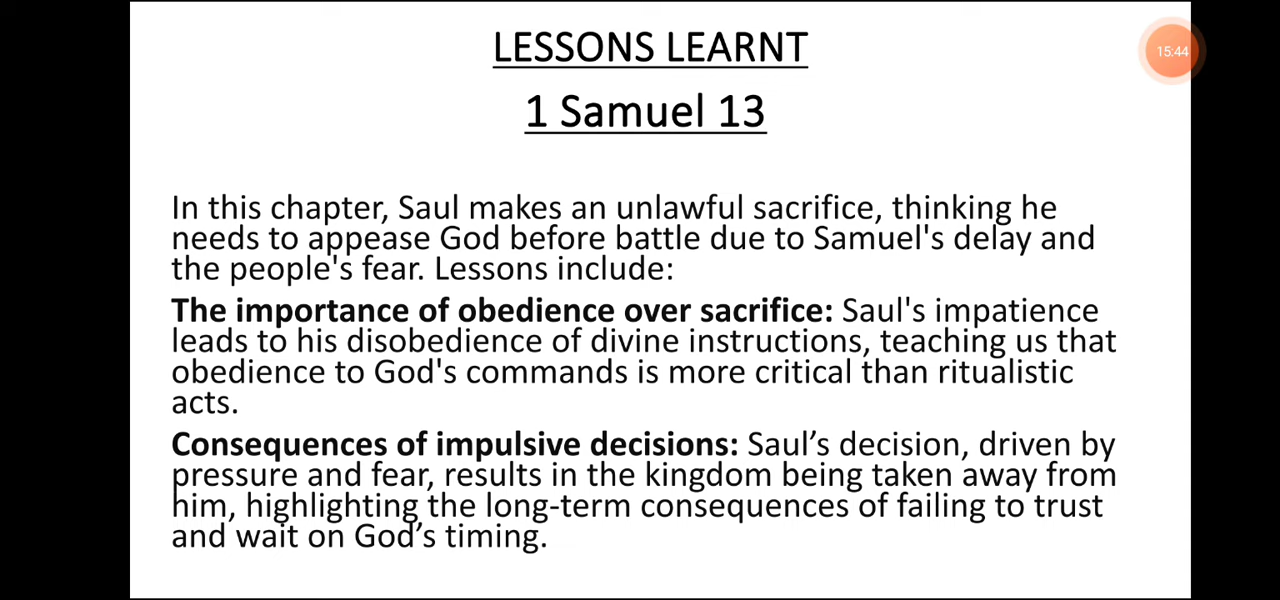 LESSONS LEARNT
15:44
1 Samuel 13
In this chapter, Saul makes an unlawful sacrifice, thinking he
needs to appease God before battle due to Samuel's delay and
the people's fear. Lessons include:
The importance of obedience over sacrifice: Saul's impatience
leads to his disobedience of divine instructions, teaching us that
obedience to God's commands is more critical than ritualistic
acts.
Consequences of impulsive decisions: Saul’s decision, driven by
pressure and fear, results in the kingdom being taken away from
him, highlighting the long-term consequences of failing to trust
and wait on God’s timing.